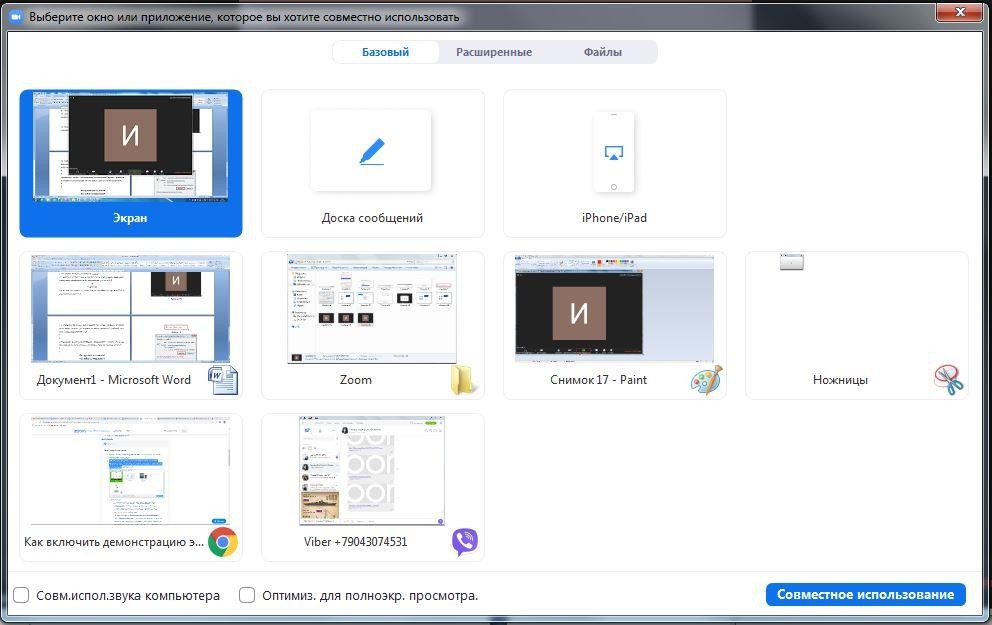 Выберите окно или приложение, которое вы хотите совместно использовать
Базовый Расширенные Файлы
И
Экран
Доска сообщений
iPhone/iPad
И
И
Документ1 - Microsoft Word
Zoom
Снимок 17 - Paint
Ножницы
Как включить демонстрацию э...
Viber +79043074531
Совм.испол.звука компьютера
Оптимиз. для полноэкр. просмотра.
Совместное использование